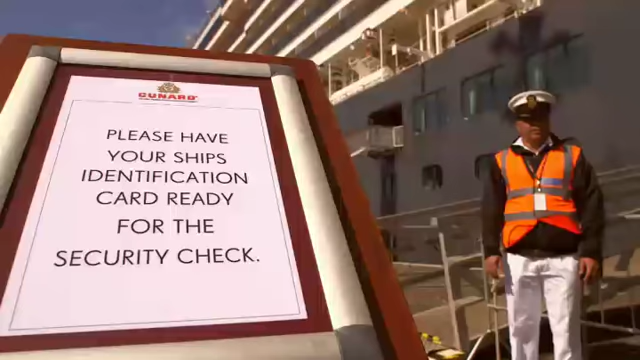 CUNARD
PLEASE HAVE
YOUR SHIPS
IDENTIFICATION
CARD READY
FOR THE
SECURITY CHECK.